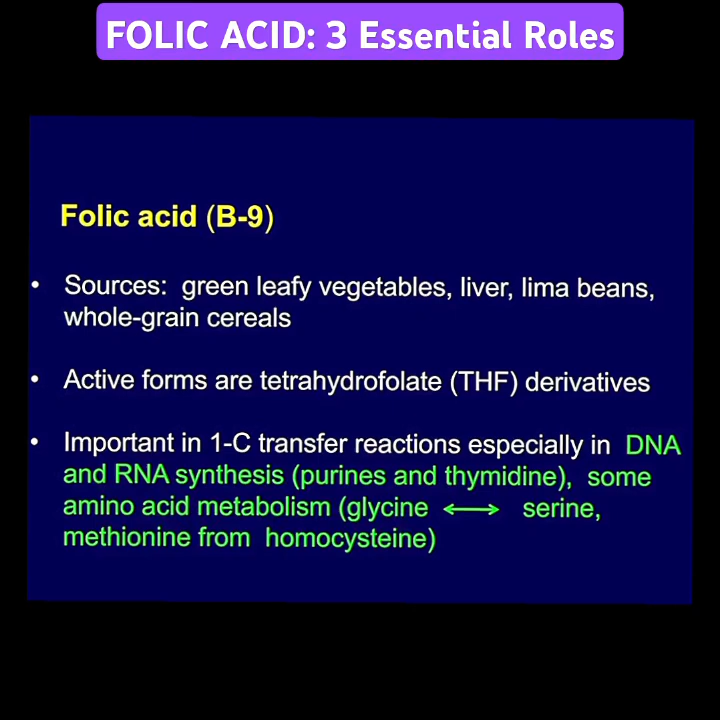 FOLIC ACID: 3 Essential Roles
Folic acid (B-9)
• Sources: green leafy vegetables, liver, lima beans,
whole-grain cereals
• Active forms are tetrahydrofolate (THF) derivatives
• Important in 1-C transfer reactions especially in DNA
and RNA synthesis (purines and thymidine), some
amino acid metabolism (glycine ⟷ serine,
methionine from homocysteine)